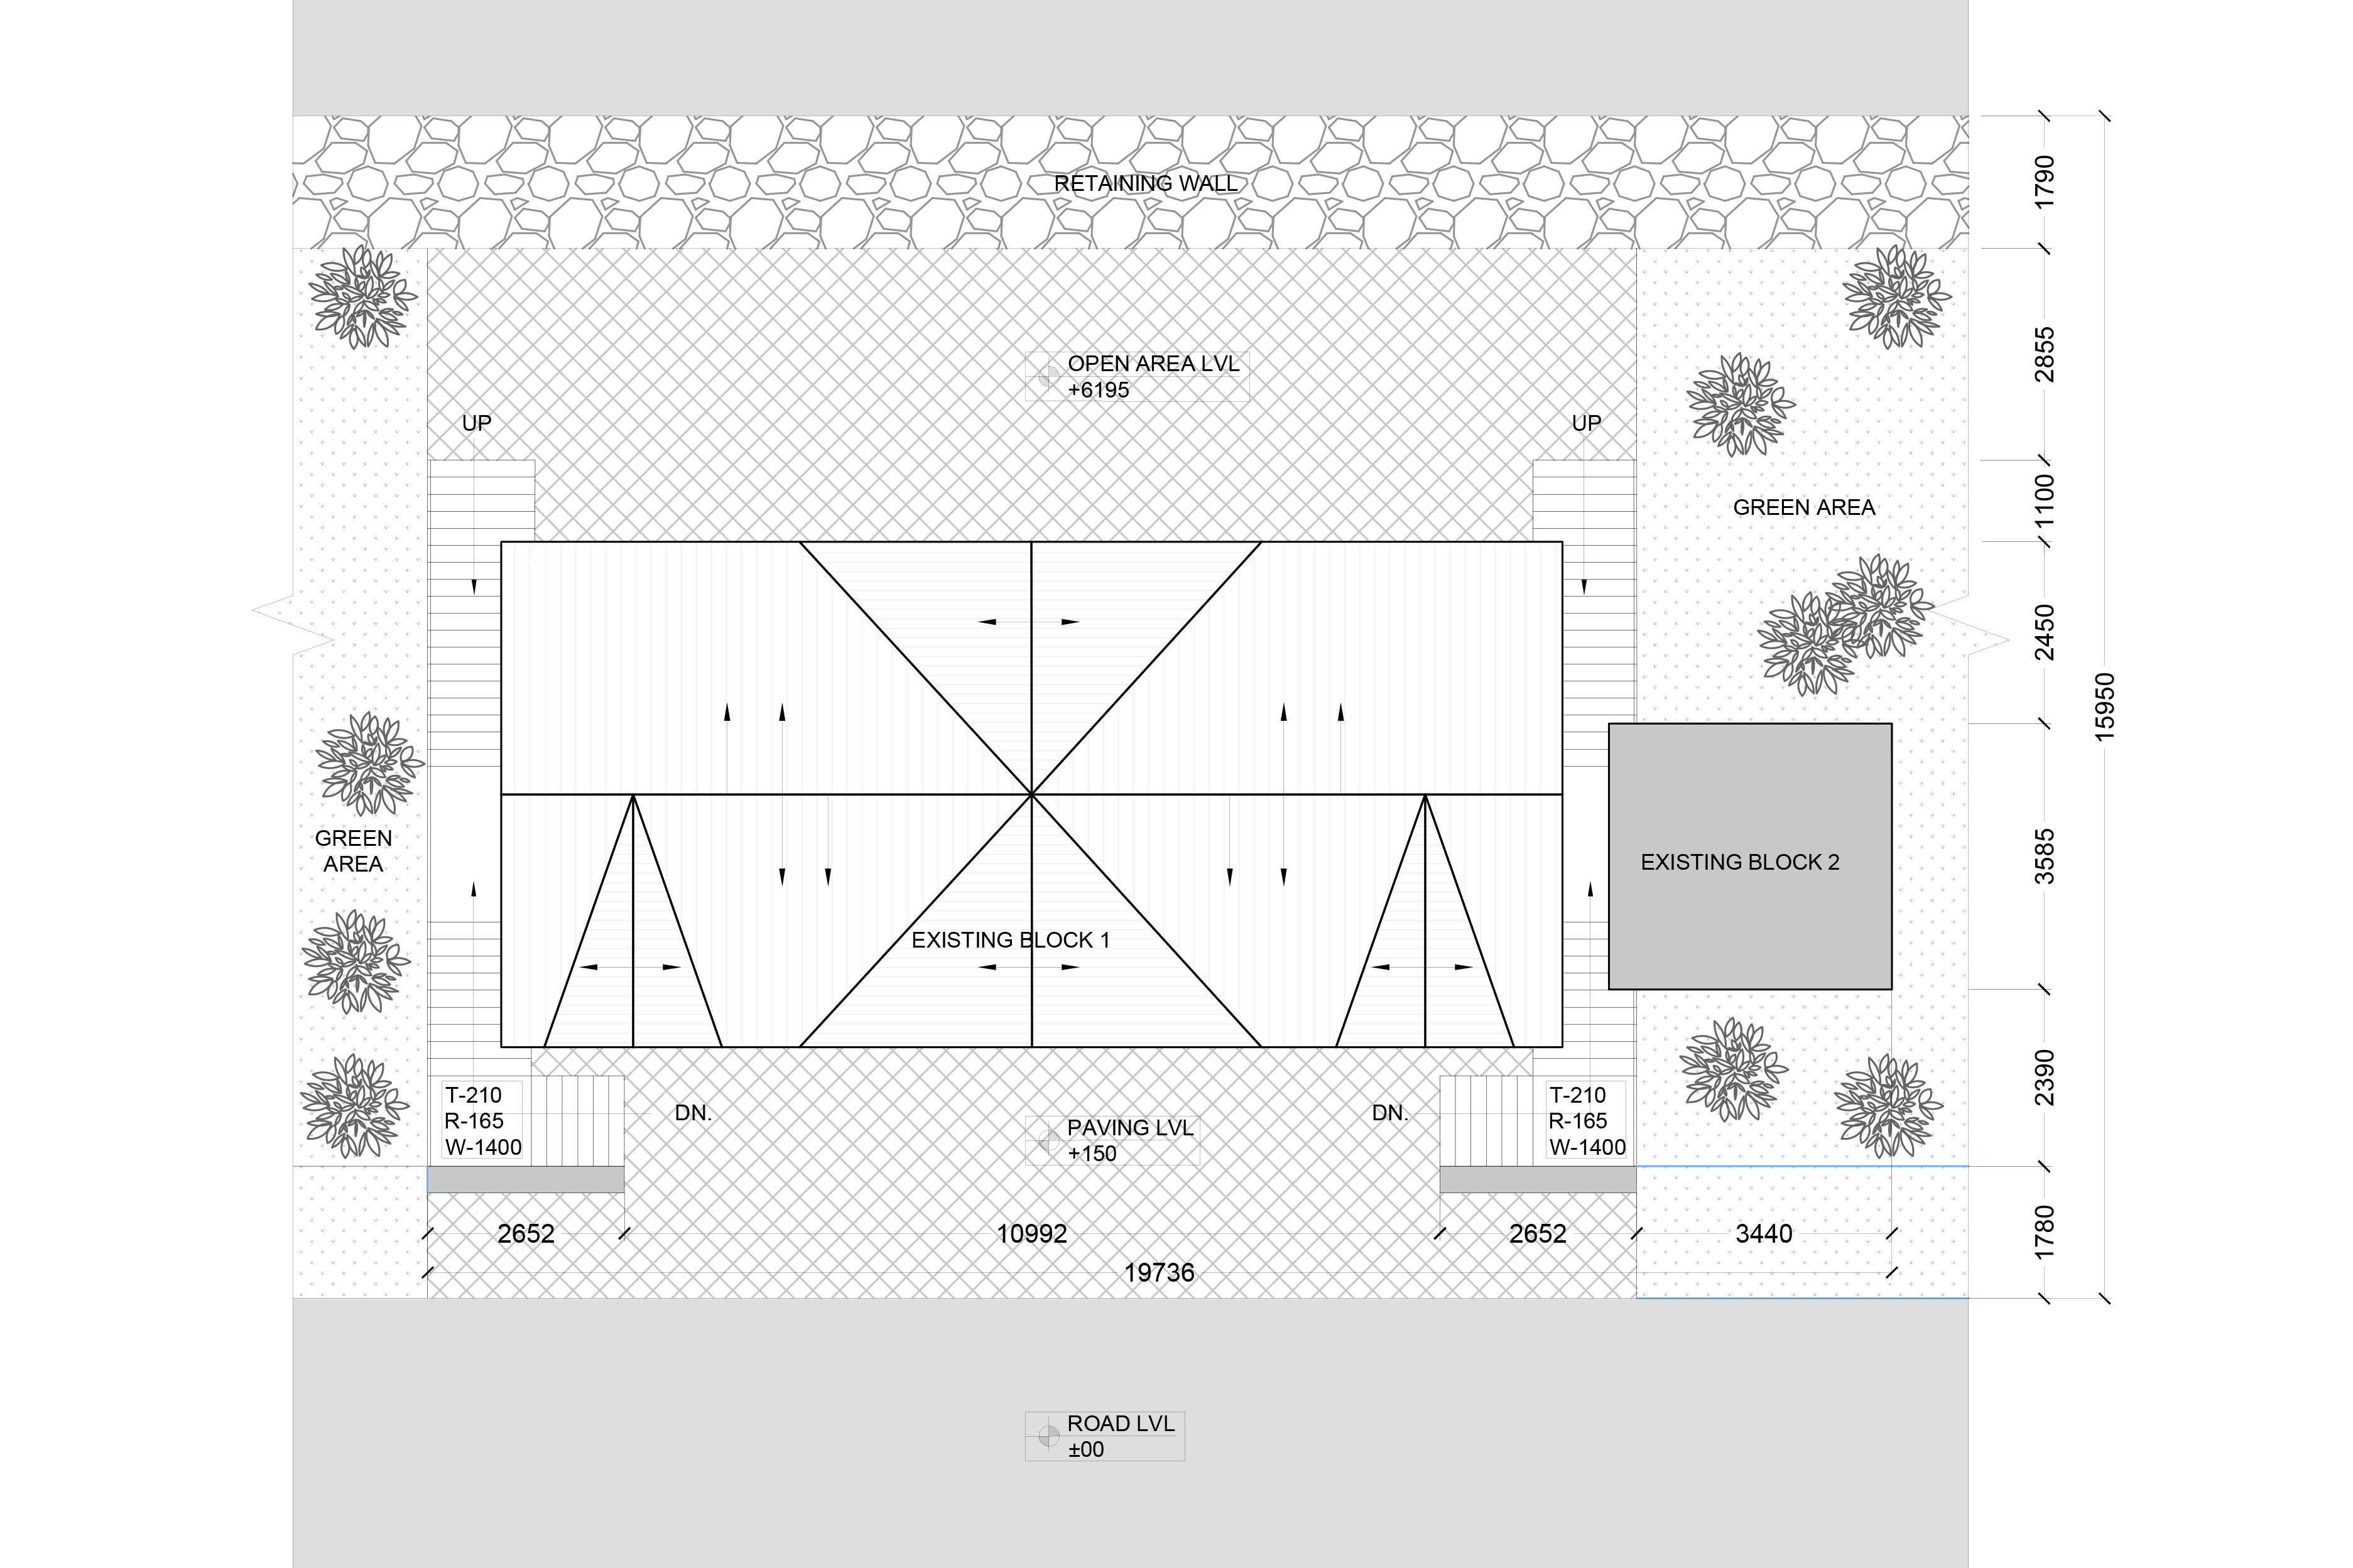 RETAINING WALL
1790
OPEN AREA LVL
+6195
2855
UP
UP
GREEN AREA
1100
2450
15950
GREEN
AREA
EXISTING BLOCK 2
3585
EXISTING BLOCK 1
T-210
R-165
W-1400
DN.
PAVING LVL
+150
DN.
T-210
R-165
W-1400
2390
2652
10992
2652
3440
1780
19736
ROAD LVL
±00